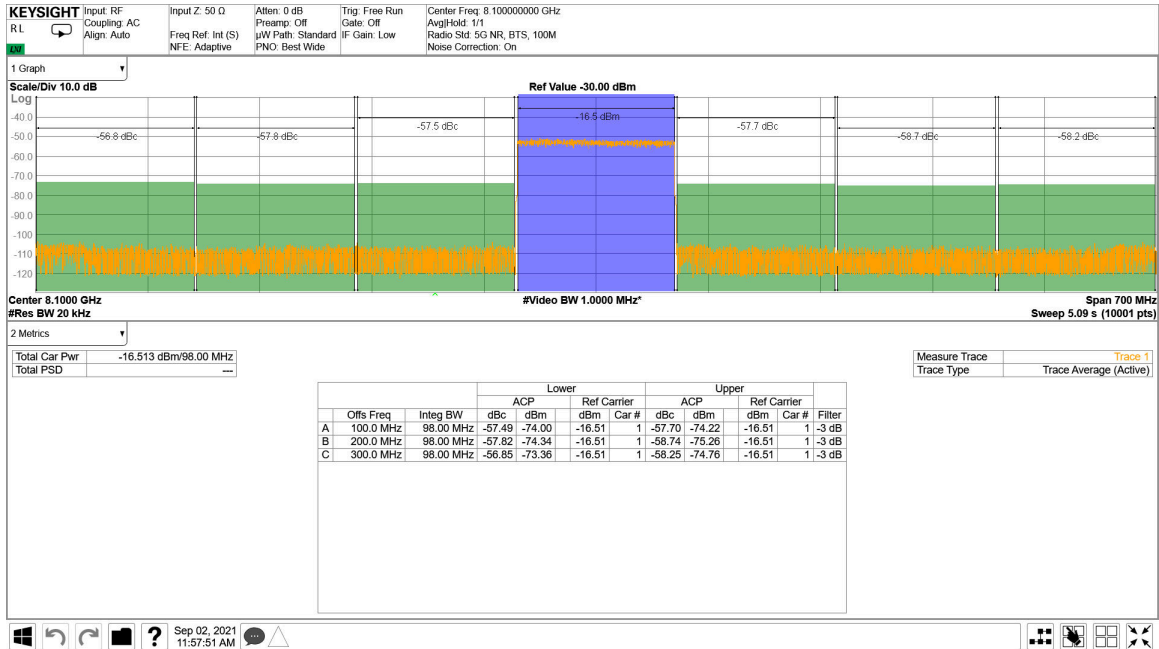 KEYSIGHT Input: RF Input Z: 50 Ω Atten: 0 dB Trig: Free Run Center Freq: 8.100000000 GHz
RL Coupling: AC Preamp: Off Gate: Off Avg|Hold: 1/1
Align: Auto Freq Ref: Int (S) µW Path: Standard IF Gain: Low Radio Std: 5G NR, BTS, 100M
LXI NFE: Adaptive PNO: Best Wide Noise Correction: On
1 Graph
Scale/Div 10.0 dB Ref Value -30.00 dBm
Log
-40.0 -16.5 dBm
-57.5 dBc -57.7 dBc
-50.0 -56.8 dBc -57.8 dBc -58.7 dBc -58.2 dBc
-60.0
-70.0
-80.0
-90.0
-100
-110
-120
Center 8.1000 GHz #Video BW 1.0000 MHz* Span 700 MHz
#Res BW 20 kHz Sweep 5.09 s (10001 pts)
2 Metrics
Total Car Pwr -16.513 dBm/98.00 MHz Measure Trace Trace 1
Total PSD --- Trace Type Trace Average (Active)
Lower Upper
ACP Ref Carrier ACP Ref Carrier
Offs Freq Integ BW dBc dBm dBm Car # dBc dBm dBm Car # Filter
A 100.0 MHz 98.00 MHz -57.49 -74.00 -16.51 1 -57.70 -74.22 -16.51 1 -3 dB
B 200.0 MHz 98.00 MHz -57.82 -74.34 -16.51 1 -58.74 -75.26 -16.51 1 -3 dB
C 300.0 MHz 98.00 MHz -56.85 -73.36 -16.51 1 -58.25 -74.76 -16.51 1 -3 dB
? Sep 02, 2021
11:57:51 AM